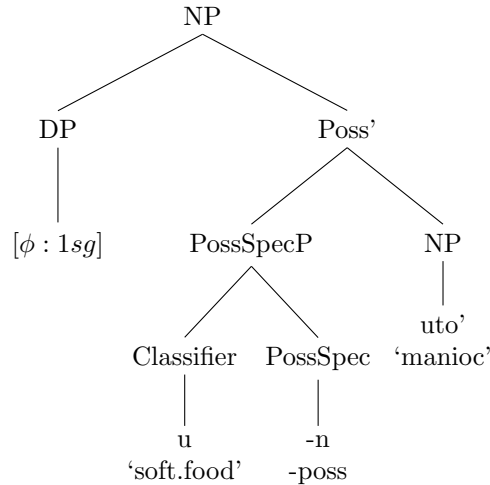 NP
DP Poss’
[ϕ : 1sg] PossSpecP NP
uto’
‘manioc’
Classifier PossSpec
u -n
‘soft.food’ -poss